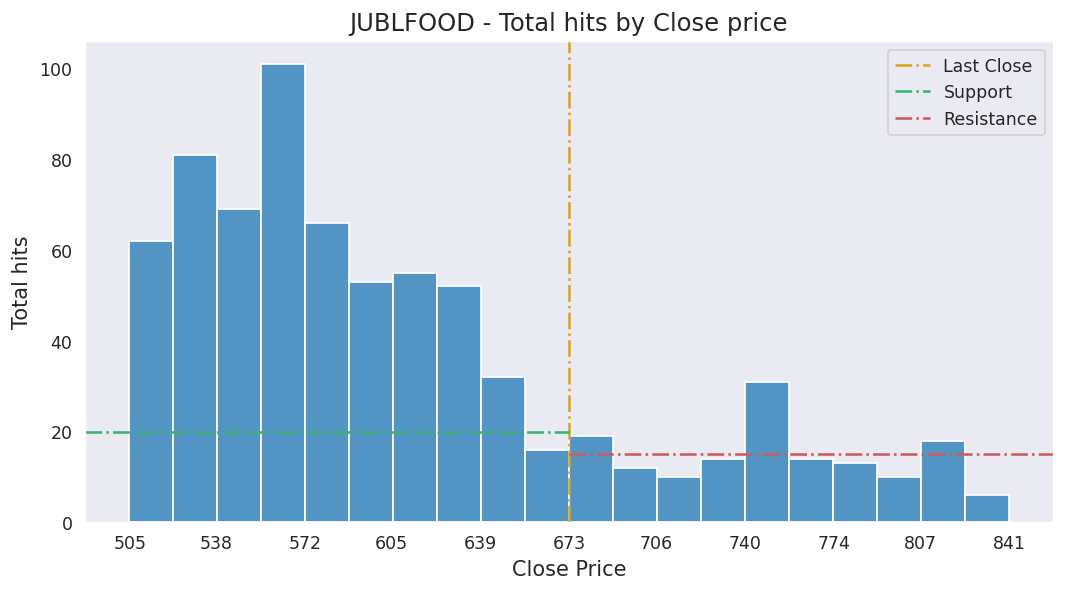 JUBLFOOD - Total hits by Close price
Last Close
Support
Resistance
Total hits
100
80
60
40
20
0
505 538 572 605 639 673 706 740 774 807 841
Close Price